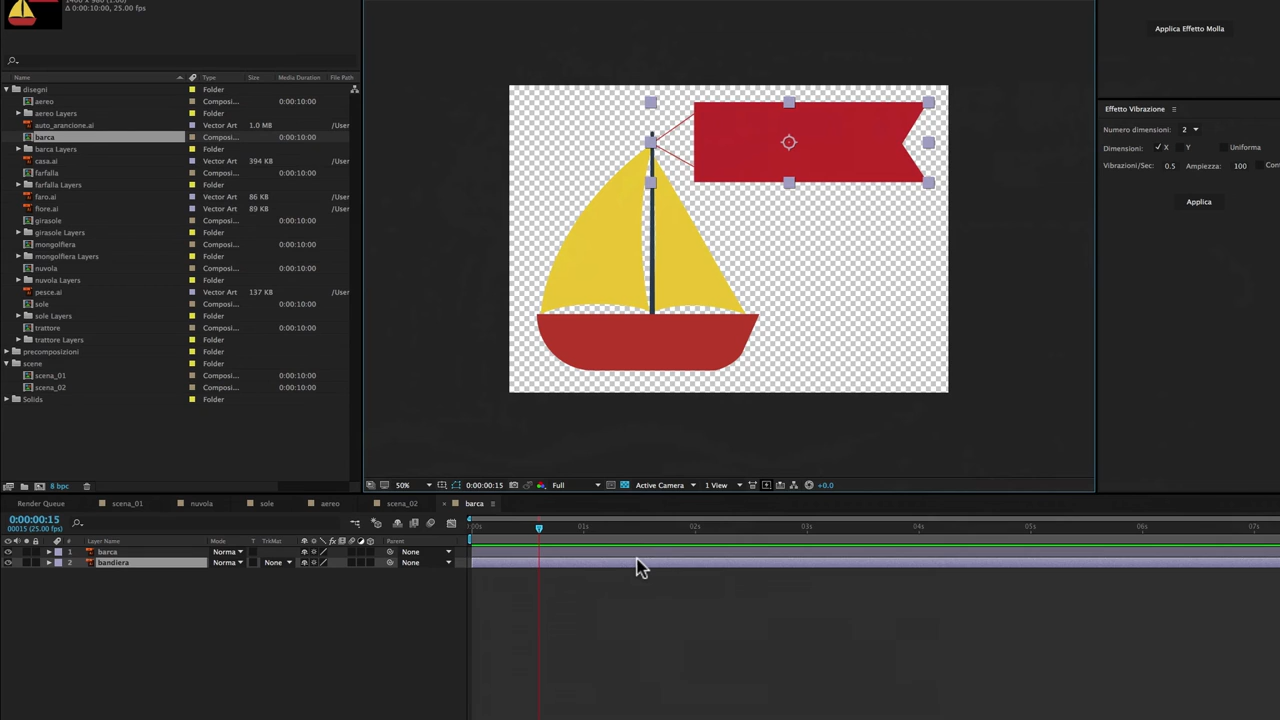 Δ 0:00:10:00, 25.00 fps
Name Type Size Media Duration File Path
disegni Folder
aereo Composi... 0:00:10:00
aereo Layers Folder
auto_arancione.ai Vector Art 1.0 MB /User
barca Composi... 0:00:10:00
barca Layers Folder
casa.ai Vector Art 394 KB /User
farfalla Composi... 0:00:10:00
farfalla Layers Folder
faro.ai Vector Art 86 KB /User
fiore.ai Vector Art 89 KB /User
girasole Composi... 0:00:10:00
girasole Layers Folder
mongolfiera Composi... 0:00:10:00
mongolfiera Layers Folder
nuvola Composi... 0:00:10:00
nuvola Layers Folder
pesce.ai Vector Art 137 KB /User
sole Composi... 0:00:10:00
sole Layers Folder
trattore Composi... 0:00:10:00
trattore Layers Folder
precomposizioni Folder
scene Folder
scena_01 Composi... 0:00:10:00
scena_02 Composi... 0:00:10:00
Solids Folder
8 bpc
50% 0:00:00:15 Full Active Camera 1 View +0.0
Applica Effetto Molla
Effetto Vibrazione
Numero dimensioni: 2
Dimensioni: X Y Uniforma
Vibrazioni/Sec: 0.5 Ampiezza: 100 Con
Applica
Render Queue scena_01 nuvola sole aereo scena_02 barca
0:00:00:15
00015 (25.00 fps)
:00s 01s 02s 03s 04s 05s 06s 07s
# Layer Name Mode T TrkMat Parent
1 barca Norma None
2 bandiera Norma None None